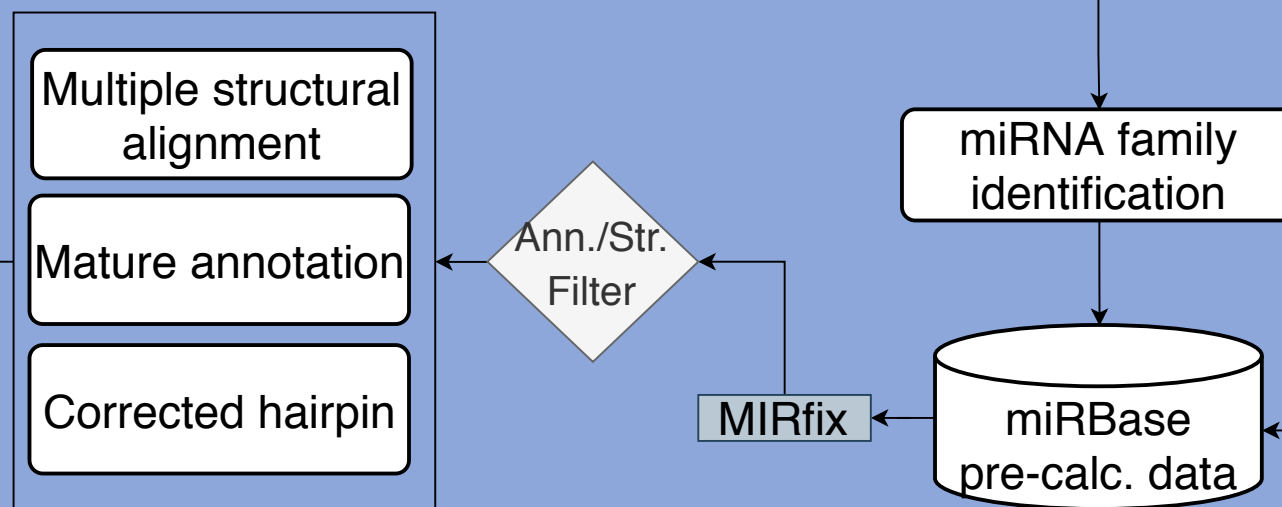 Multiple structural
alignment
Mature annotation
Corrected hairpin
Ann./Str.
Filter
MIRfix
miRNA family
identification
miRBase
pre-calc. data